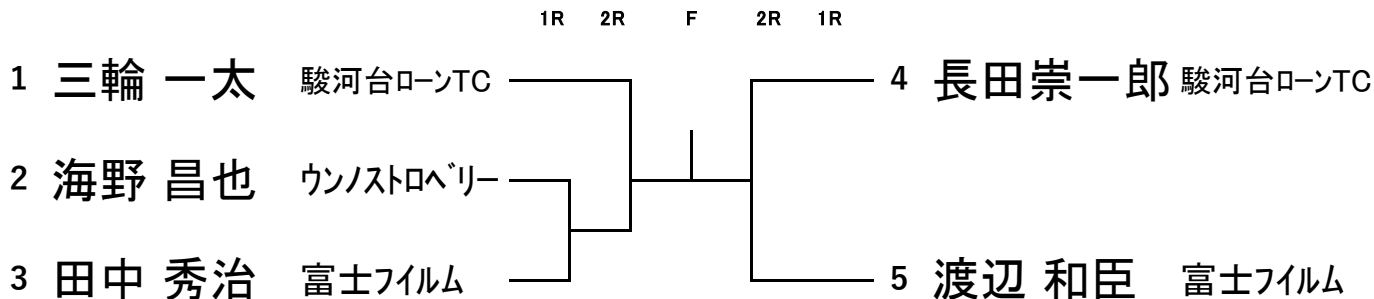 1R 2R F 2R 1R
1 三輪 一太 駿河台ローンTC 4 長田崇一郎 駿河台ローンTC
2 海野 昌也 ウンノストロベリー
3 田中 秀治 富士フイルム 5 渡辺 和臣 富士フイルム